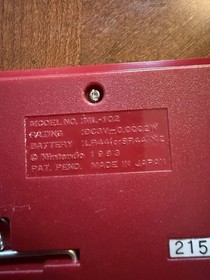 MODEL NO. ML-102
RATING DC3V 0.0002W
BATTERY LR44(or SR44)×2
© Nintendo 1983
PAT. PEND. MADE IN JAPAN
215